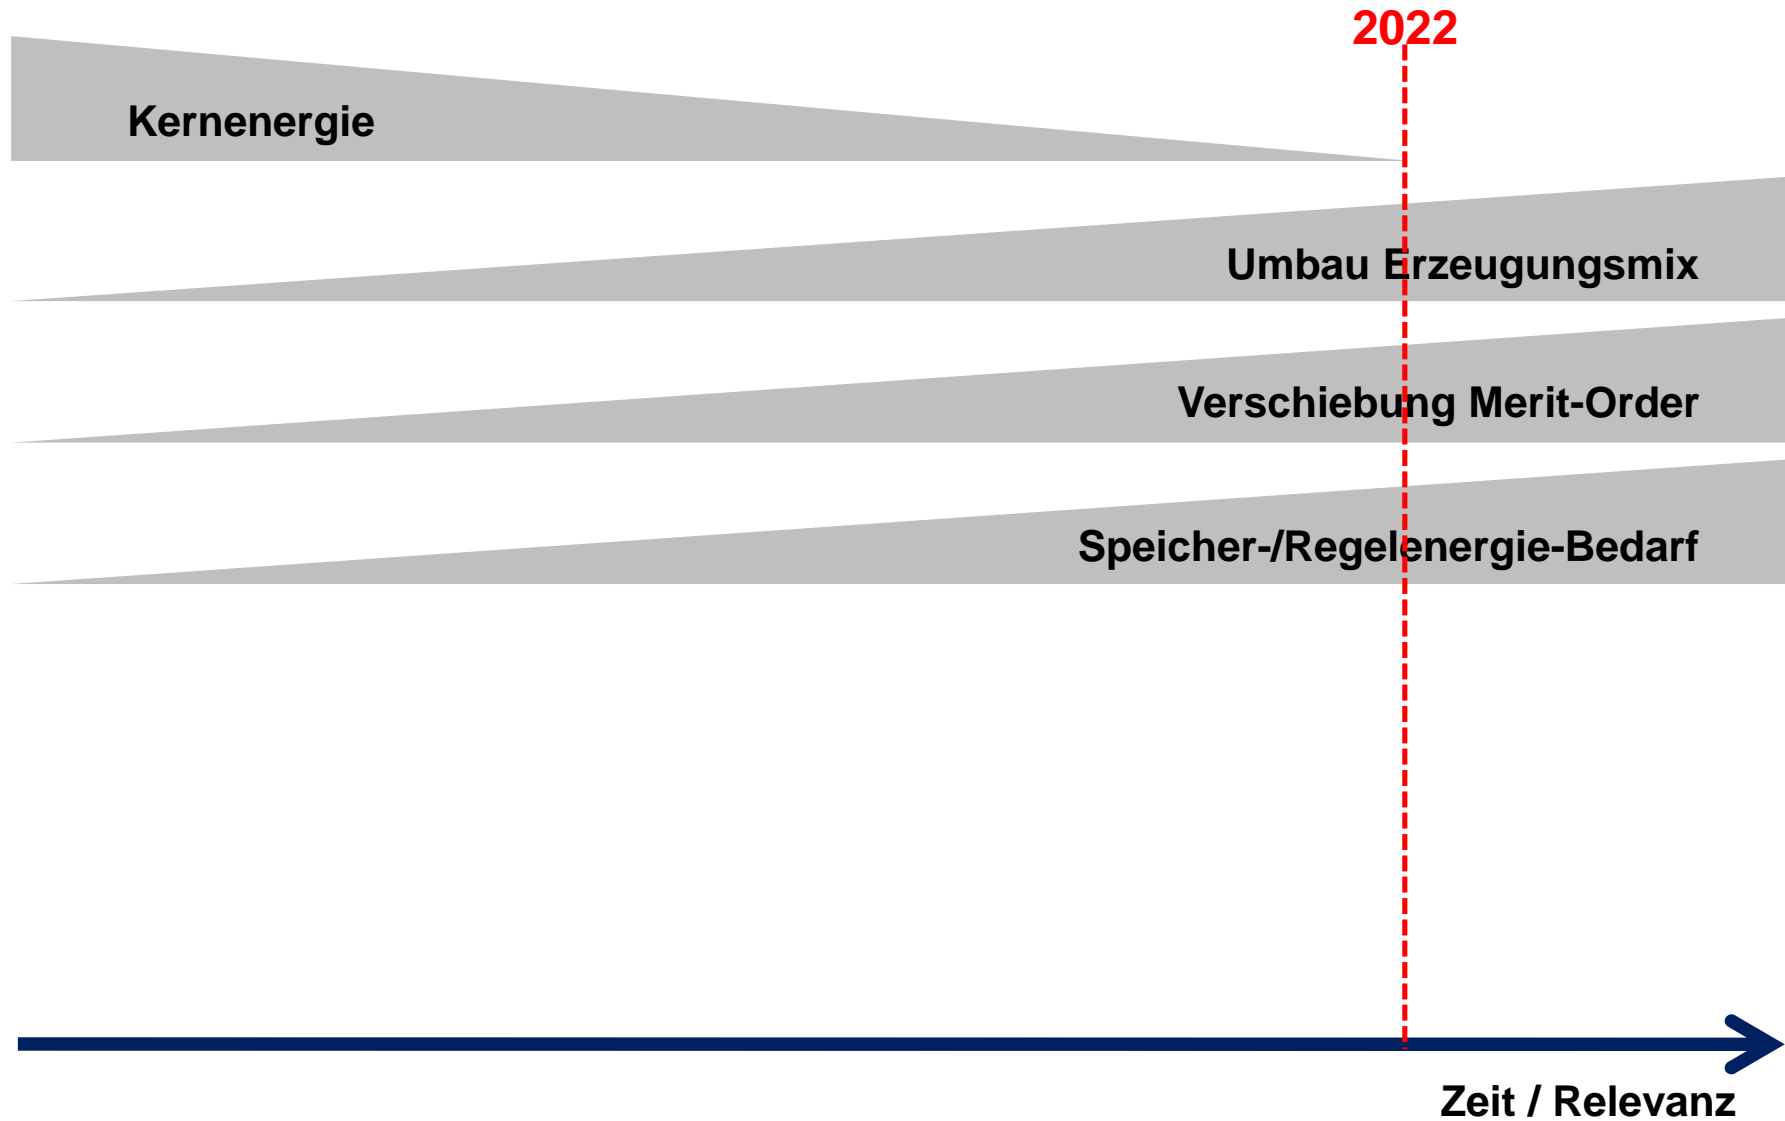 2022
Kernenergie
Umbau Erzeugungsmix
Verschiebung Merit-Order
Speicher-/Regelenergie-Bedarf
Zeit / Relevanz